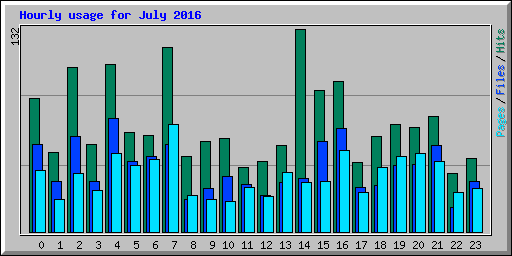 Hourly usage for July 2016
132
Pages / Files / Hits
0 1 2 3 4 5 6 7 8 9 10 11 12 13 14 15 16 17 18 19 20 21 22 23